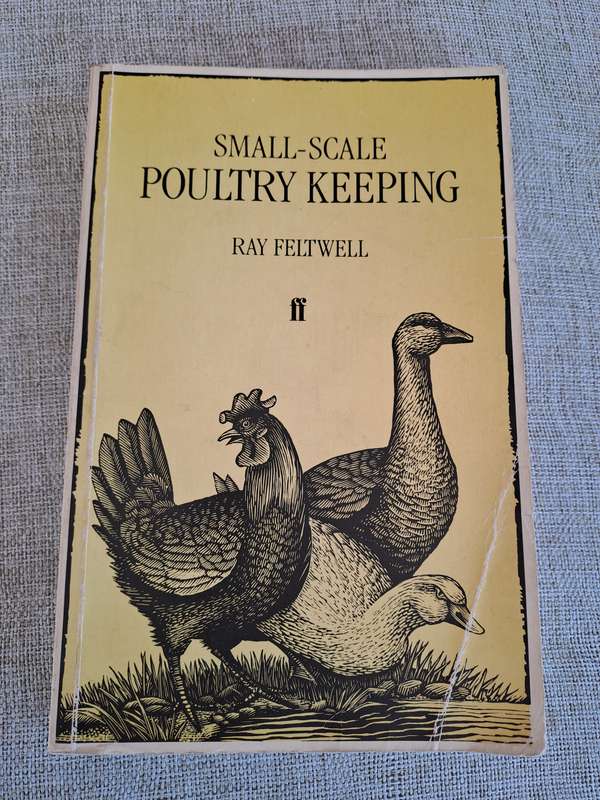 SMALL-SCALE
POULTRY KEEPING
RAY FELTWELL
ff